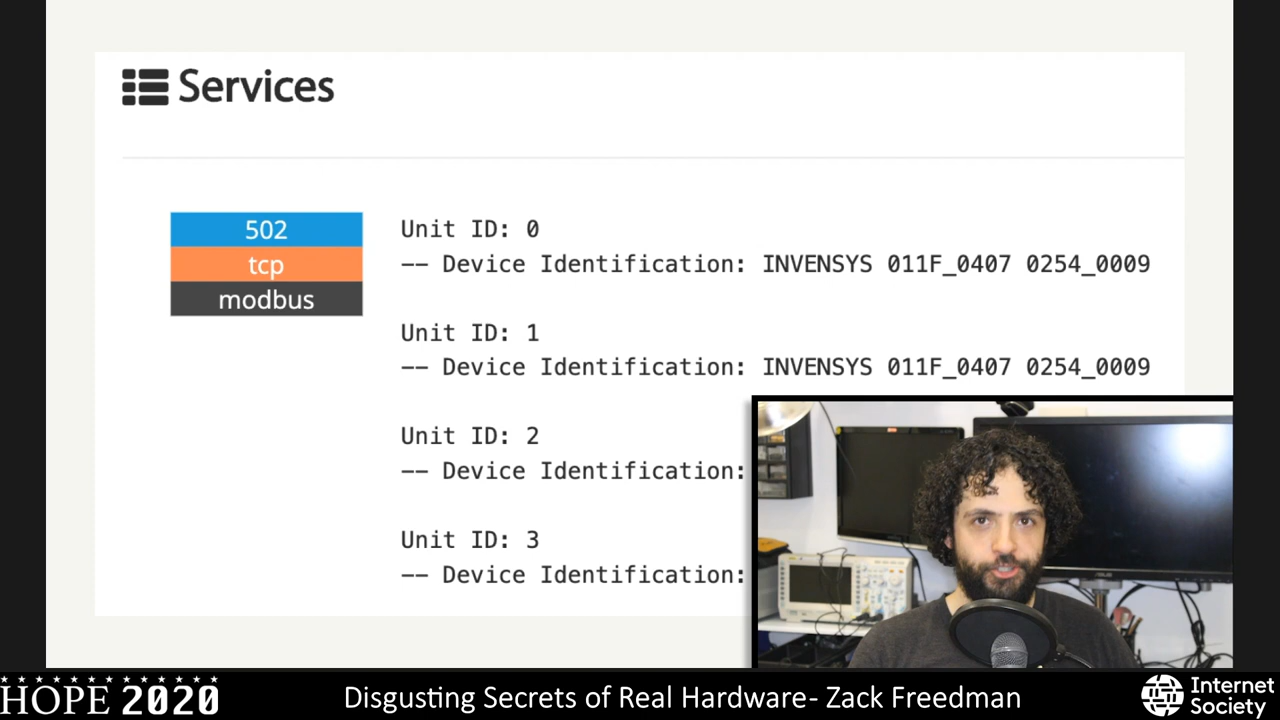 Services
502
tcp
modbus
Unit ID: 0
-- Device Identification: INVENSYS 011F_0407 0254_0009
Unit ID: 1
-- Device Identification: INVENSYS 011F_0407 0254_0009
Unit ID: 2
-- Device Identification:
Unit ID: 3
-- Device Identification:
ASUS
HOPE 2020
Disgusting Secrets of Real Hardware- Zack Freedman
Internet
Society